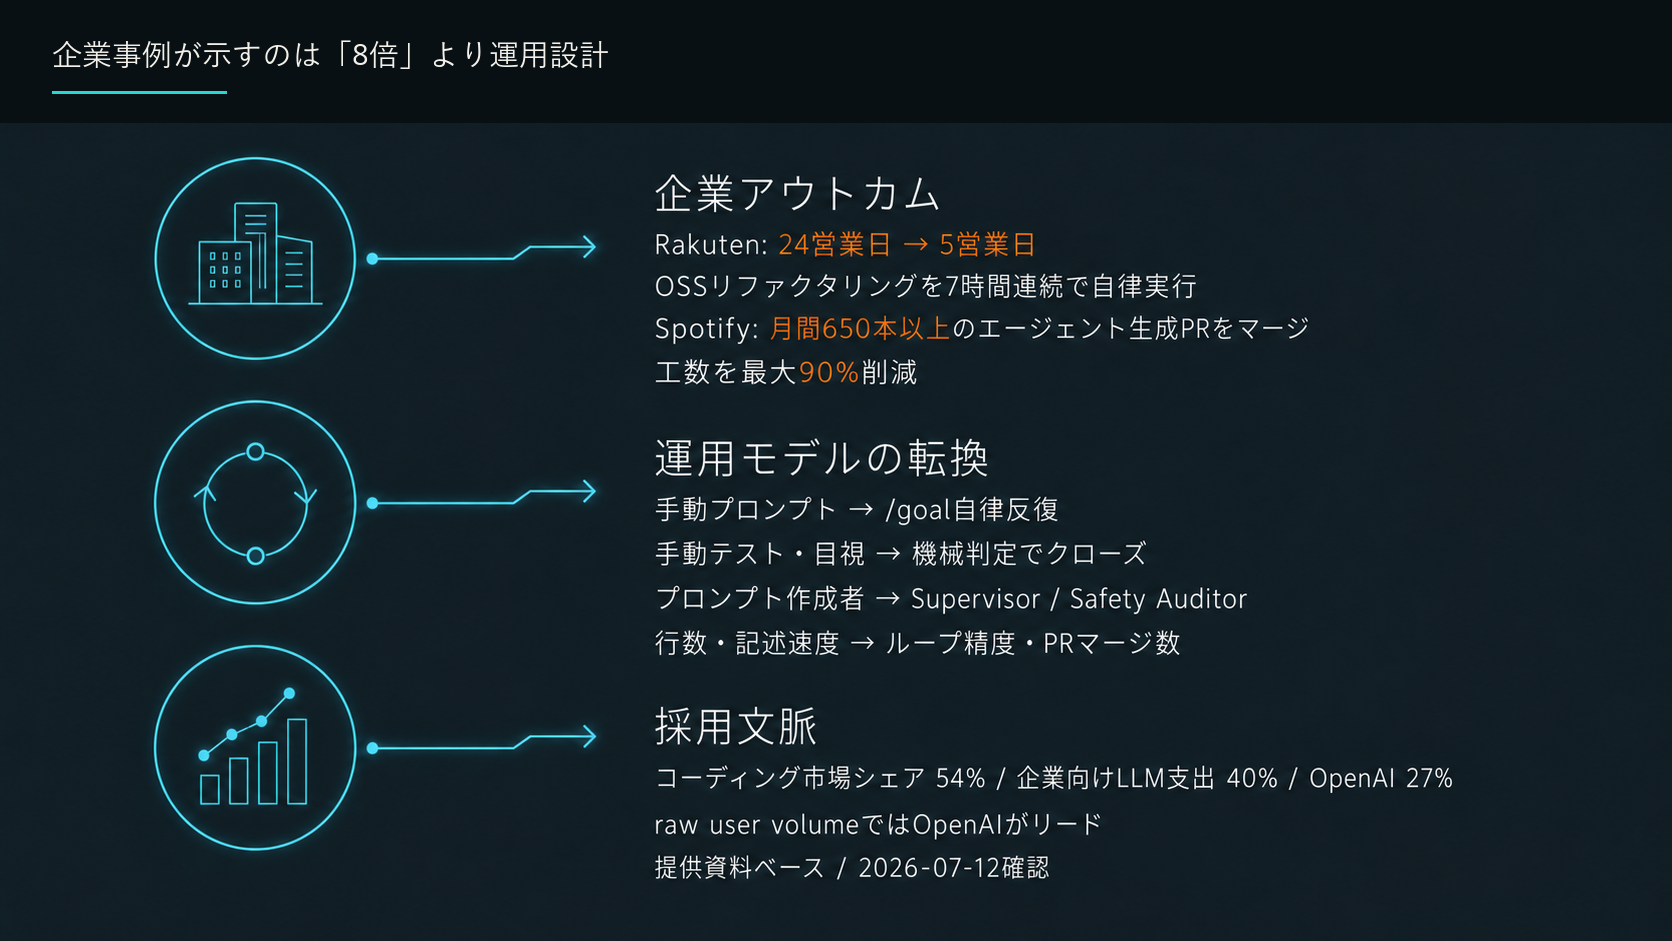 企業事例が示すのは「8倍」より運用設計
企業アウトカム
Rakuten: 24営業日 → 5営業日
OSSリファクタリングを7時間連続で自律実行
Spotify: 月間650本以上のエージェント生成PRをマージ
工数を最大90%削減
運用モデルの転換
手動プロンプト → /goal自律反復
手動テスト・目視 → 機械判定でクローズ
プロンプト作成者 → Supervisor / Safety Auditor
行数・記述速度 → ループ精度・PRマージ数
採用文脈
コーディング市場シェア 54% / 企業向けLLM支出 40% / OpenAI 27%
raw user volumeではOpenAIがリード
提供資料ベース / 2026-07-12確認